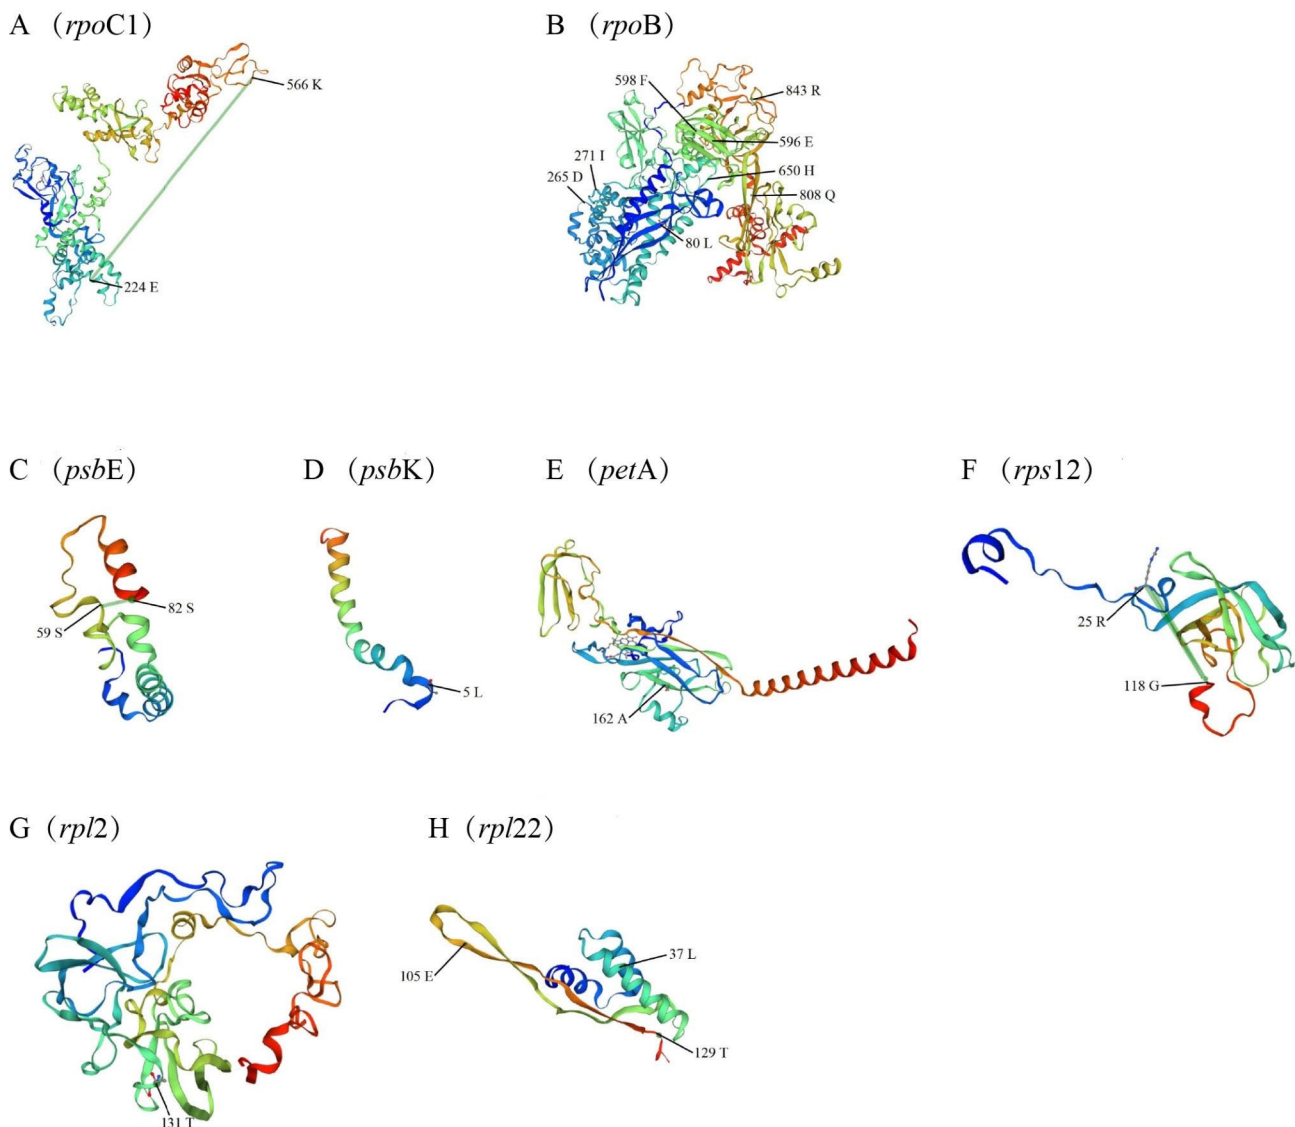 A （rpoC1）
B （rpoB）
566 K
224 E
598 F
843 R
596 E
271 I
650 H
265 D
808 Q
80 L
C （psbE）
D （psbK）
E （petA）
F （rps12）
82 S
59 S
5 L
162 A
25 R
118 G
G （rpl2）
H （rpl22）
131 T
105 E
37 L
129 T